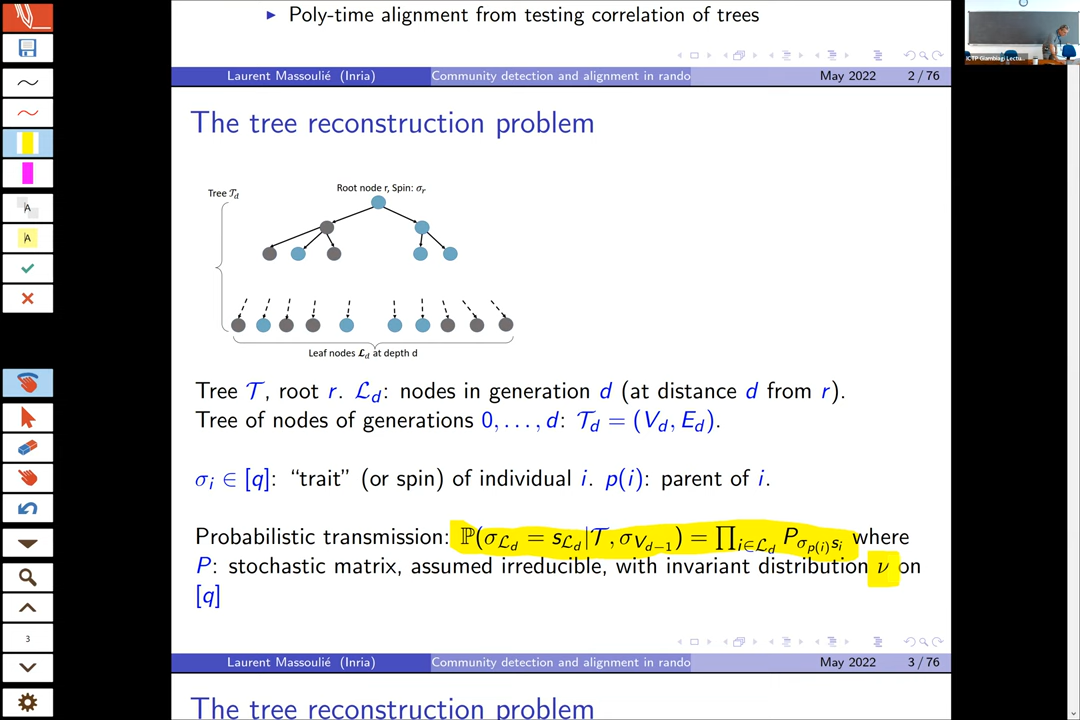 ▶ Poly-time alignment from testing correlation of trees
Laurent Massoulié (Inria) Community detection and alignment in rando May 2022 2 / 76
ICTP Giambiagi Lectu...
The tree reconstruction problem
Root node r, Spin: σ_r
Tree 𝒯_d
Leaf nodes 𝓛_d at depth d
Tree 𝒯, root r. ℒ_d: nodes in generation d (at distance d from r).
Tree of nodes of generations 0, . . . , d: 𝒯_d = (V_d, E_d).
σ_i ∈ [q]: “trait” (or spin) of individual i. p(i): parent of i.
Probabilistic transmission: ℙ(σ_{ℒ_d} = s_{ℒ_d}|𝒯, σ_{V_{d−1}}) = ∏_{i∈ℒ_d} P_{σ_{p(i)}s_i} where
P: stochastic matrix, assumed irreducible, with invariant distribution ν on
[q]
Laurent Massoulié (Inria) Community detection and alignment in rando May 2022 3 / 76
The tree reconstruction problem
A
A
3